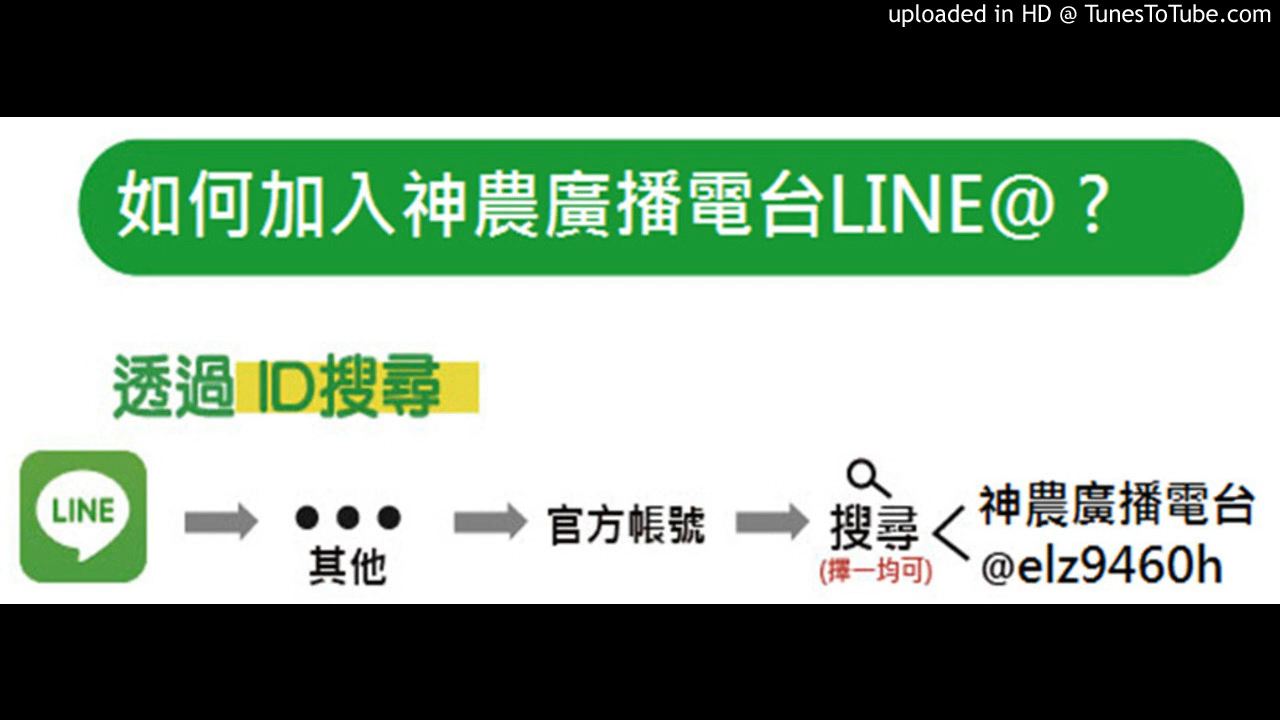 uploaded in HD @ TunesToTube.com
如何加入神農廣播電台LINE@？
透過 ID搜尋
LINE
其他
官方帳號
搜尋
(擇一均可)
神農廣播電台
@elz9460h